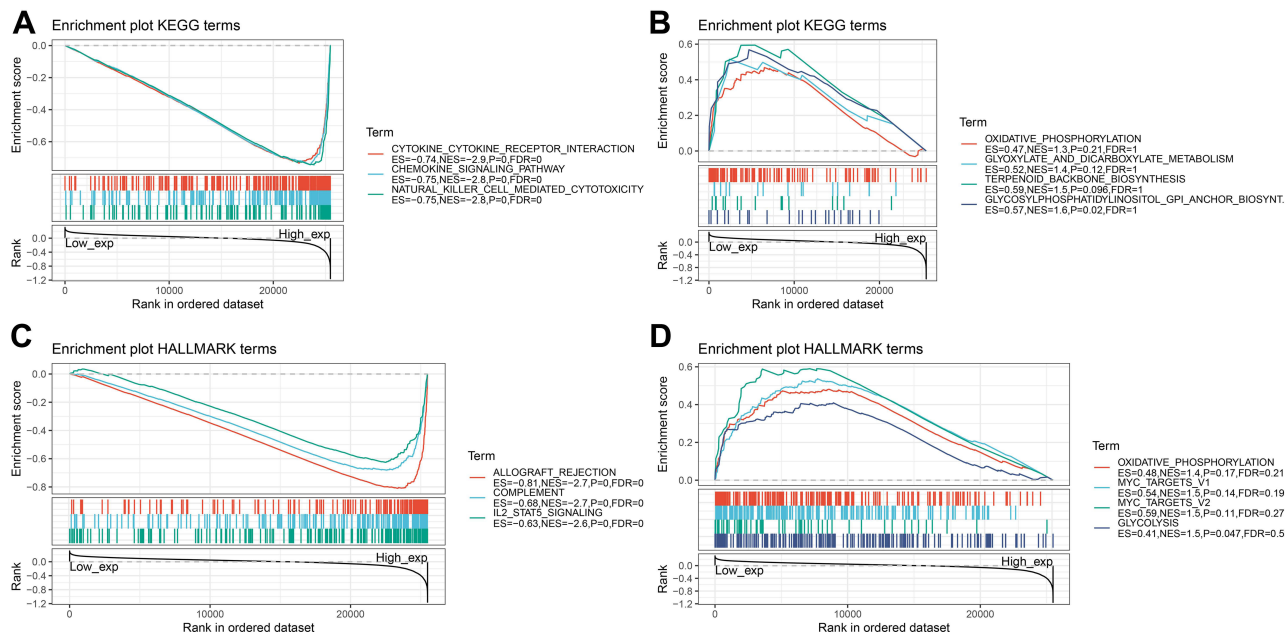 A
Enrichment plot KEGG terms
Enrichment score
0.0
−0.2
−0.4
−0.6
Rank
0.0
−0.4
−0.8
−1.2
Low_exp
High_exp
0
10000
20000
Rank in ordered dataset
Term
CYTOKINE_CYTOKINE_RECEPTOR_INTERACTION
ES=−0.74,NES=−2.9,P=0,FDR=0
CHEMOKINE_SIGNALING_PATHWAY
ES=−0.75,NES=−2.8,P=0,FDR=0
NATURAL_KILLER_CELL_MEDIATED_CYTOTOXICITY
ES=−0.75,NES=−2.8,P=0,FDR=0
B
Enrichment plot KEGG terms
Enrichment score
0.6
0.4
0.2
0.0
Rank
0.0
−0.4
−0.8
−1.2
Low_exp
High_exp
0
10000
20000
Rank in ordered dataset
Term
OXIDATIVE_PHOSPHORYLATION
ES=0.47,NES=1.3,P=0.21,FDR=1
GLYOXYLATE_AND_DICARBOXYLATE_METABOLISM
ES=0.52,NES=1.4,P=0.12,FDR=1
TERPENOID_BACKBONE_BIOSYNTHESIS
ES=0.59,NES=1.5,P=0.096,FDR=1
GLYCOSYLPHOSPHATIDYLINOSITOL_GPI_ANCHOR_BIOSYNT.
ES=0.57,NES=1.6,P=0.02,FDR=1
C
Enrichment plot HALLMARK terms
Enrichment score
0.0
−0.2
−0.4
−0.6
−0.8
Rank
0.0
−0.4
−0.8
−1.2
Low_exp
High_exp
0
10000
20000
Rank in ordered dataset
Term
ALLOGRAFT_REJECTION
ES=−0.81,NES=−2.7,P=0,FDR=0
COMPLEMENT
ES=−0.68,NES=−2.7,P=0,FDR=0
IL2_STAT5_SIGNALING
ES=−0.63,NES=−2.6,P=0,FDR=0
D
Enrichment plot HALLMARK terms
Enrichment score
0.6
0.4
0.2
0.0
Rank
0.0
−0.4
−0.8
−1.2
Low_exp
High_exp
0
10000
20000
Rank in ordered dataset
Term
OXIDATIVE_PHOSPHORYLATION
ES=0.48,NES=1.4,P=0.17,FDR=0.21
MYC_TARGETS_V1
ES=0.54,NES=1.5,P=0.14,FDR=0.19
MYC_TARGETS_V2
ES=0.59,NES=1.5,P=0.11,FDR=0.27
GLYCOLYSIS
ES=0.41,NES=1.5,P=0.047,FDR=0.5